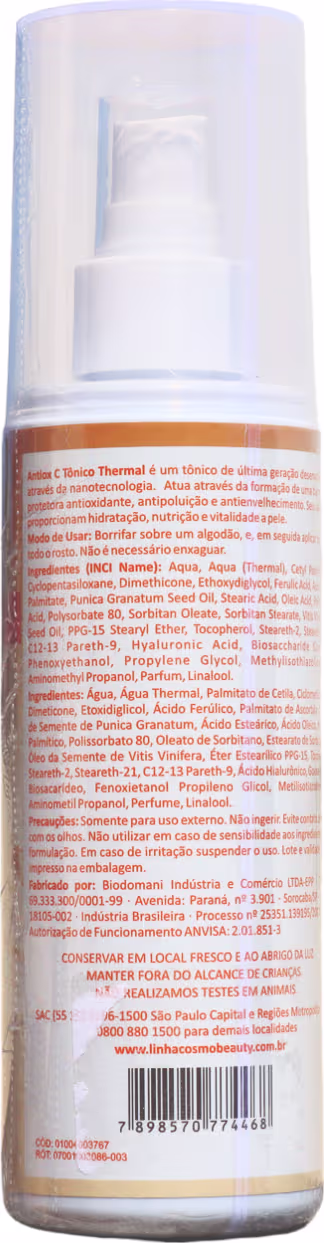 Antiox C Tônico Thermal é um tônico de última geração
através da nanotecnologia. Atua através da formação de uma
protetora antioxidante, antipoluição e antienvelhecimento.
proporcionam hidratação, nutrição e vitalidade a pele.
Modo de Usar: Borrifar sobre um algodão, e, em seguida
todo o rosto. Não é necessário enxaguar.
Ingredientes (INCI Name): Aqua, Aqua (Thermal), Cetyl
Cyclopentasiloxane, Dimethicone, Ethoxydiglycol, Ferulic Acid,
Palmitate, Punica Granatum Seed Oil, Stearic Acid, Oleic Acid,
Acid, Polysorbate 80, Sorbitan Oleate, Sorbitan Stearate, Vitis
Seed Oil, PPG-15 Stearyl Ether, Tocopherol, Steareth-2,
C12-13 Pareth-9, Hyaluronic Acid, Biosaccharide
Phenoxyethanol, Propylene Glycol,
Aminomethyl Propanol, Parfum, Linalool.
Ingredientes: Água, Água Thermal, Palmitato de Cetila,
Dimeticone, Etoxidiglicol, Ácido Ferúlico, Palmitato de
de Semente de Punica Granatum, Ácido Esteárico, Ácido
Palmítico, Polissorbato 80, Oleato de Sorbitano, Estearato de
Óleo da Semente de Vitis Vinífera, Éter Estearílico PPG-15,
Steareth-2, Steareth-21, C12-13 Pareth-9, Ácido Hialurônico,
Biosacarídeo, Fenoxietanol Propileno Glicol,
Aminometil Propanol, Perfume, Linalool.
Precauções: Somente para uso externo. Não ingerir. Evite
com os olhos. Não utilizar em caso de sensibilidade aos
formulação. Em caso de irritação suspender o uso. Lote e
impresso na embalagem.
Fabricado por: Biodomani Indústria e Comércio LTDA-EPP
69.333.300/0001-99 · Avenida: Paraná, nº 3.901 · Sorocaba/
18105-002 · Indústria Brasileira · Processo nº
Autorização de Funcionamento ANVISA: 2.01.851-3
CONSERVAR EM LOCAL FRESCO E AO ABRIGO DA LUZ
MANTER FORA DO ALCANCE DE CRIANÇAS
NÃO REALIZAMOS TESTES EM ANIMAIS
SAC (55 -1500 São Paulo Capital e Regiões
0800 880 1500 para demais localidades
www.linhacosmobeauty.com.br
7 898570 774468
CÓD:
RÓT: